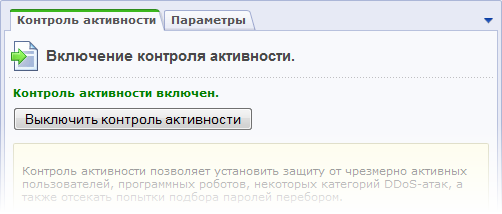 Контроль активности Параметры
Включение контроля активности.
Контроль активности включен.
Выключить контроль активности
Контроль активности позволяет установить защиту от чрезмерно активных
пользователей, программных роботов, некоторых категорий DDoS-атак, а
также отсекать попытки подбора паролей перебором.